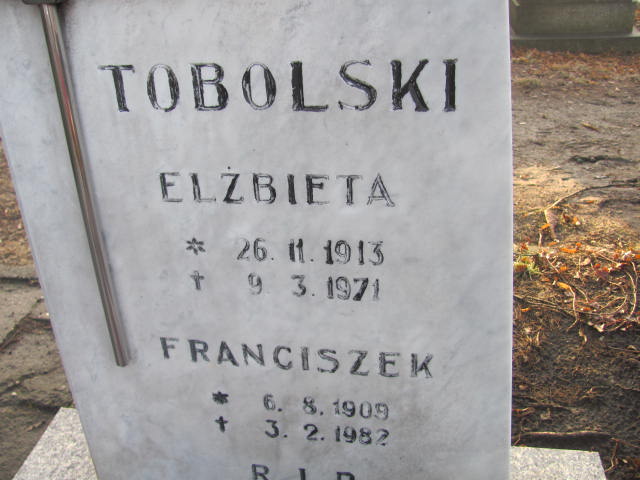 TOBOLSKI
ELŻBIETA
* 26.11.1913
† 9.3.1971
FRANCISZEK
* 6.8.1909
† 3.2.1982
R.I.P